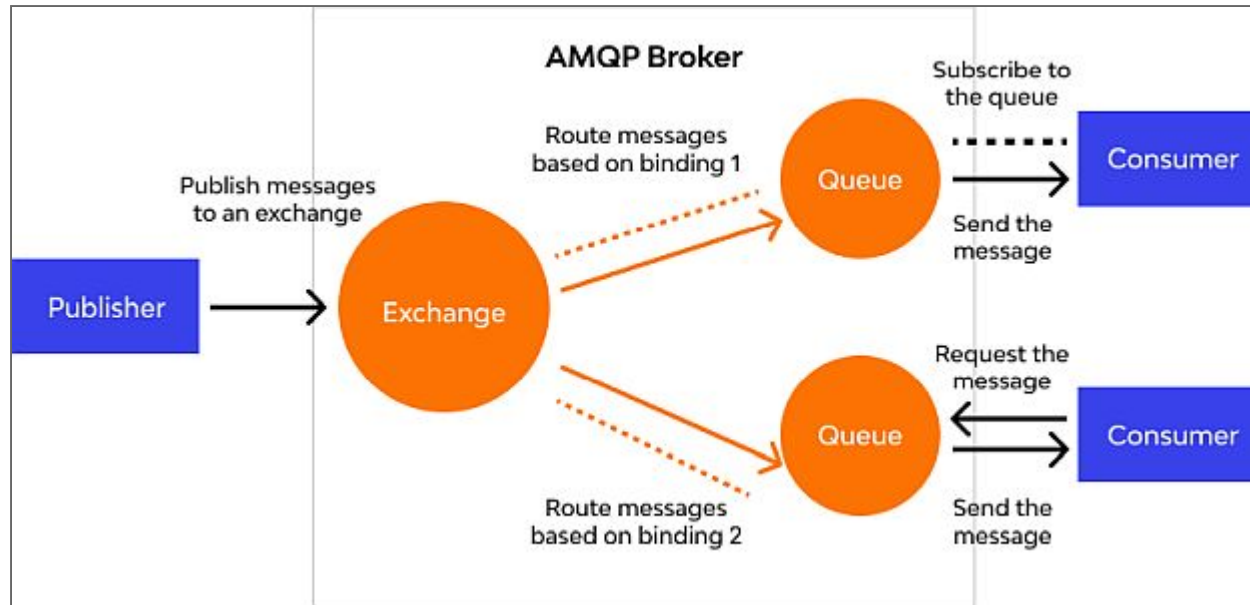 AMQP Broker
Subscribe to
the queue
Route messages
based on binding 1
Queue
Consumer
Publish messages
to an exchange
Send the
message
Publisher
Exchange
Request the
message
Queue
Consumer
Route messages
based on binding 2
Send the
message